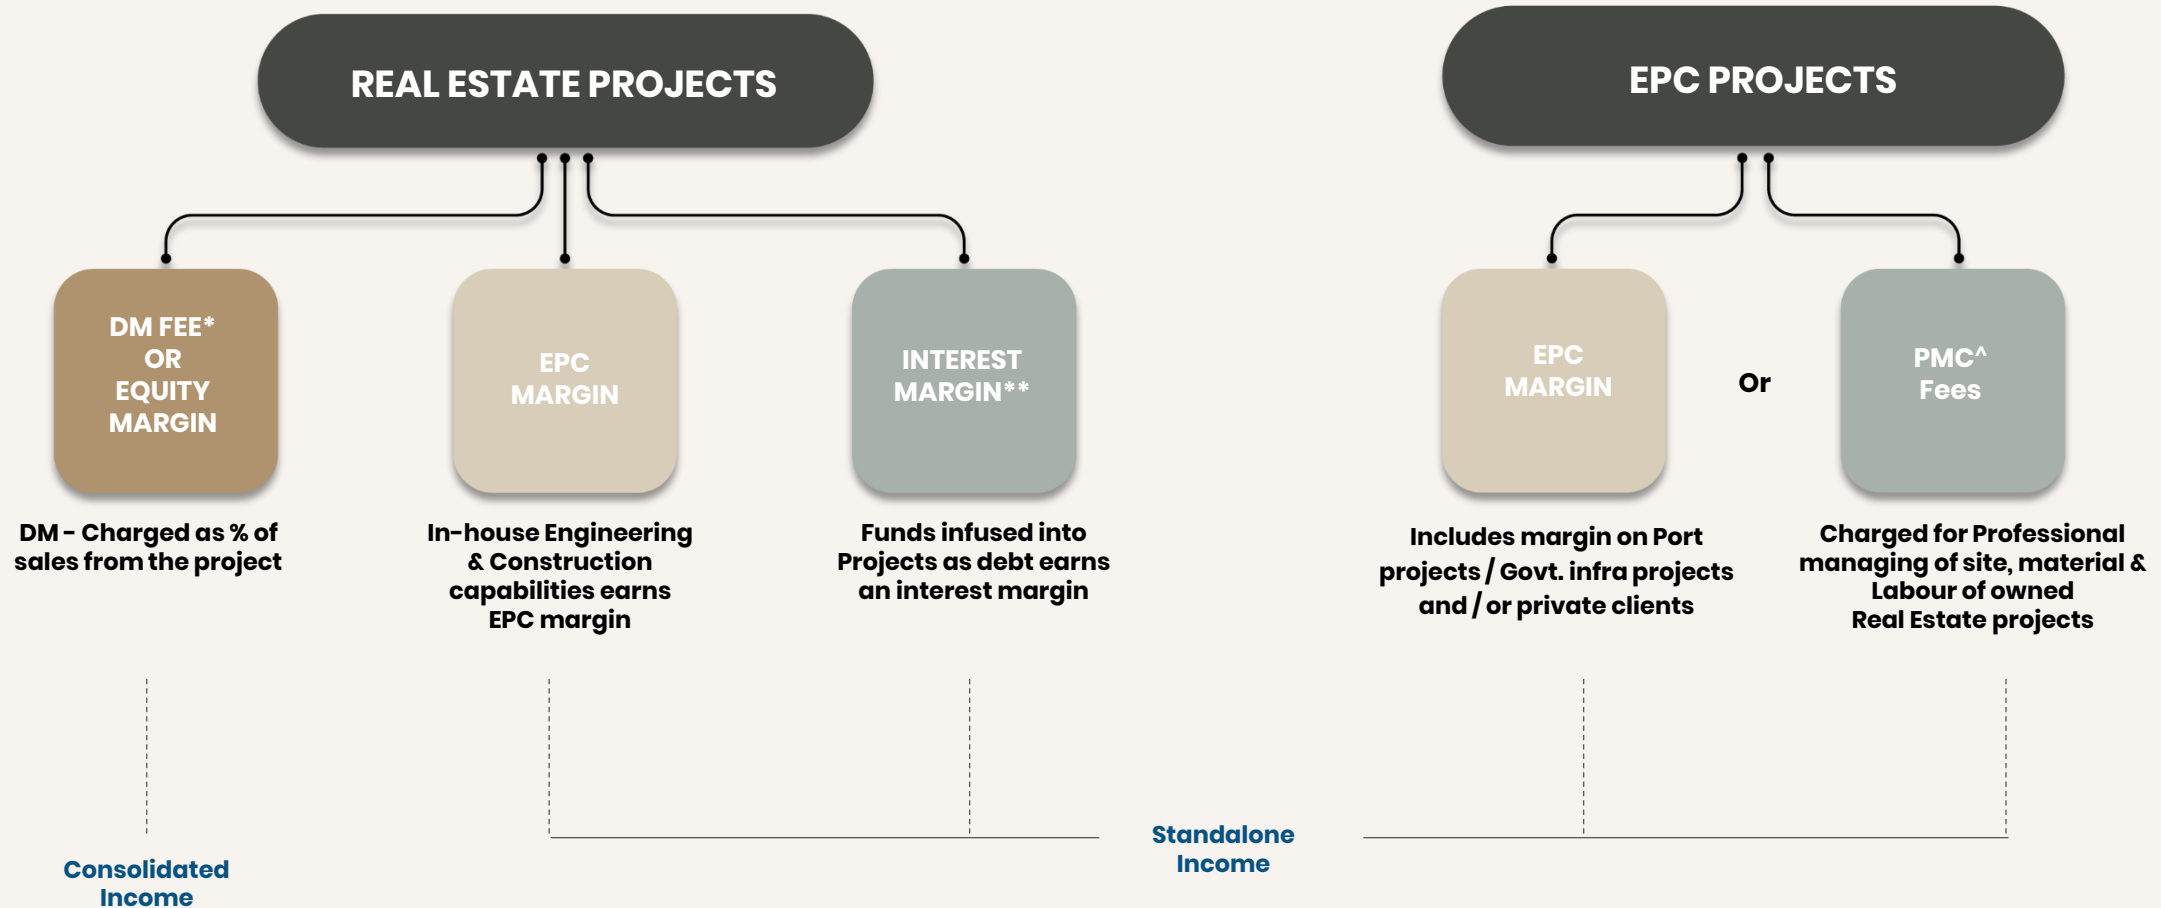 REAL ESTATE PROJECTS
EPC PROJECTS
DM FEE*
OR
EQUITY
MARGIN
EPC
MARGIN
INTEREST
MARGIN**
EPC
MARGIN
Or
PMC^
Fees
DM - Charged as % of
sales from the project
In-house Engineering
& Construction
capabilities earns
EPC margin
Funds infused into
Projects as debt earns
an interest margin
Includes margin on Port
projects / Govt. infra projects
and / or private clients
Charged for Professional
managing of site, material &
Labour of owned
Real Estate projects
Consolidated
Income
Standalone
Income